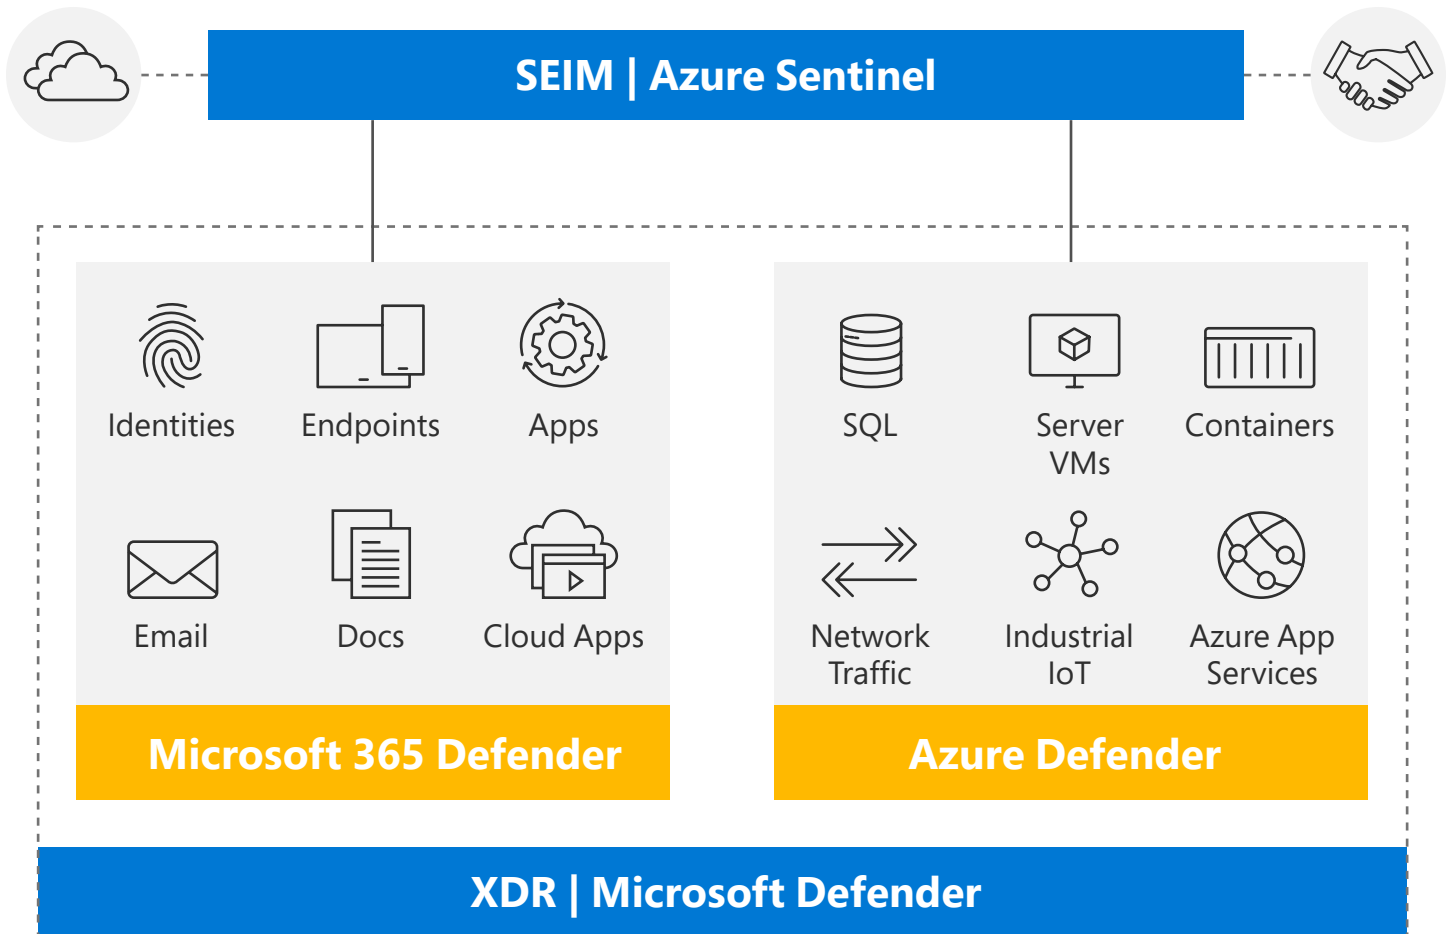 SEIM | Azure Sentinel
Identities
Endpoints
Apps
Email
Docs
Cloud Apps
Microsoft 365 Defender
SQL
Server
VMs
Containers
Network
Traffic
Industrial
IoT
Azure App
Services
Azure Defender
XDR | Microsoft Defender